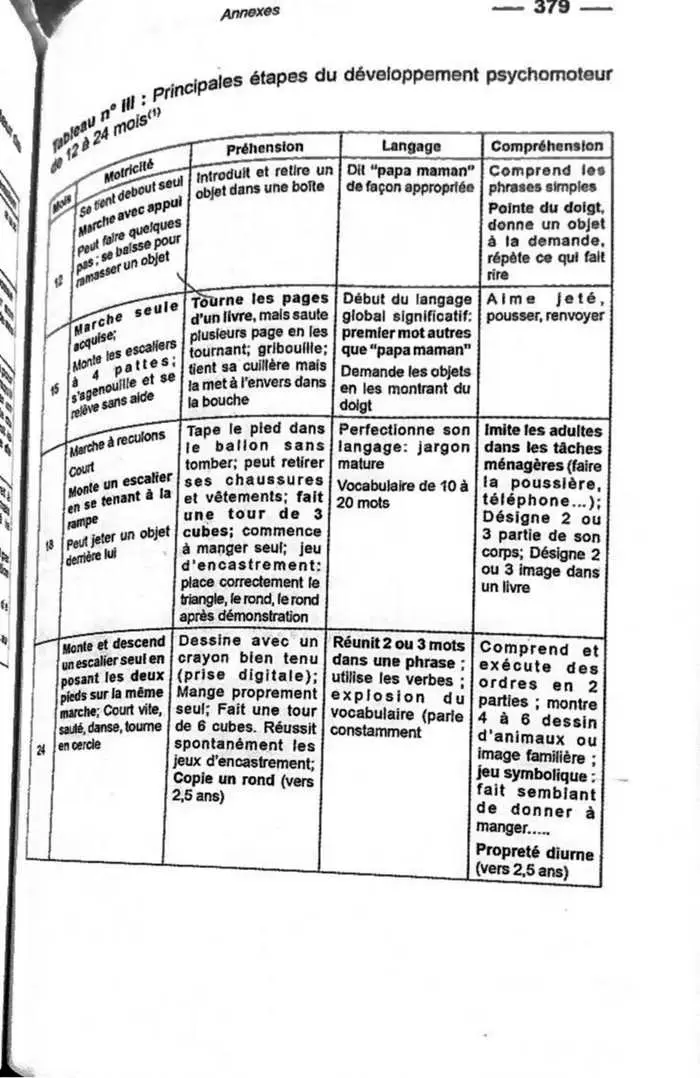 Annexes
— 379 —
Tableau n° III : Principales étapes du développement psychomoteur
de 12 à 24 mois(1)
Mois
Motricité
Préhension
Langage
Compréhension
12
Se tient debout seul
Marche avec appui
Peut faire quelques
pas ; se baisse pour
ramasser un objet
Introduit et retire un
objet dans une boîte
Dit "papa maman"
de façon appropriée
Comprend les
phrases simples
Pointe du doigt,
donne un objet
à la demande,
répète ce qui fait
rire
15
Marche seule
acquise;
Monte les escaliers
à 4 pattes;
s'agenouille et se
relève sans aide
Tourne les pages
d'un livre, mais saute
plusieurs page en les
tournant; gribouille;
tient sa cuillère mais
la met à l'envers dans
la bouche
Début du langage
global significatif:
premier mot autres
que "papa maman"
Demande les objets
en les montrant du
doigt
Aime jeté,
pousser, renvoyer
18
Marche à reculons
Court
Monte un escalier
en se tenant à la
rampe
Peut jeter un objet
derrière lui
Tape le pied dans
le ballon sans
tomber; peut retirer
ses chaussures
et vêtements; fait
une tour de 3
cubes; commence
à manger seul; jeu
d'encastrement:
place correctement le
triangle, le rond, le rond
après démonstration
Perfectionne son
langage: jargon
mature
Vocabulaire de 10 à
20 mots
Imite les adultes
dans les tâches
ménagères (faire
la poussière,
téléphone...);
Désigne 2 ou
3 partie de son
corps; Désigne 2
ou 3 image dans
un livre
24
Monte et descend
un escalier seul en
posant les deux
pieds sur la même
marche; Court vite,
sauté, danse, tourne
en cercle
Dessine avec un
crayon bien tenu
(prise digitale);
Mange proprement
seul; Fait une tour
de 6 cubes. Réussit
spontanément les
jeux d'encastrement;
Copie un rond (vers
2,5 ans)
Réunit 2 ou 3 mots
dans une phrase ;
utilise les verbes ;
explosion du
vocabulaire (parle
constamment
Comprend et
exécute des
ordres en 2
parties ; montre
4 à 6 dessin
d'animaux ou
image familière ;
jeu symbolique :
fait semblant
de donner à
manger.....
Propreté diurne
(vers 2,5 ans)